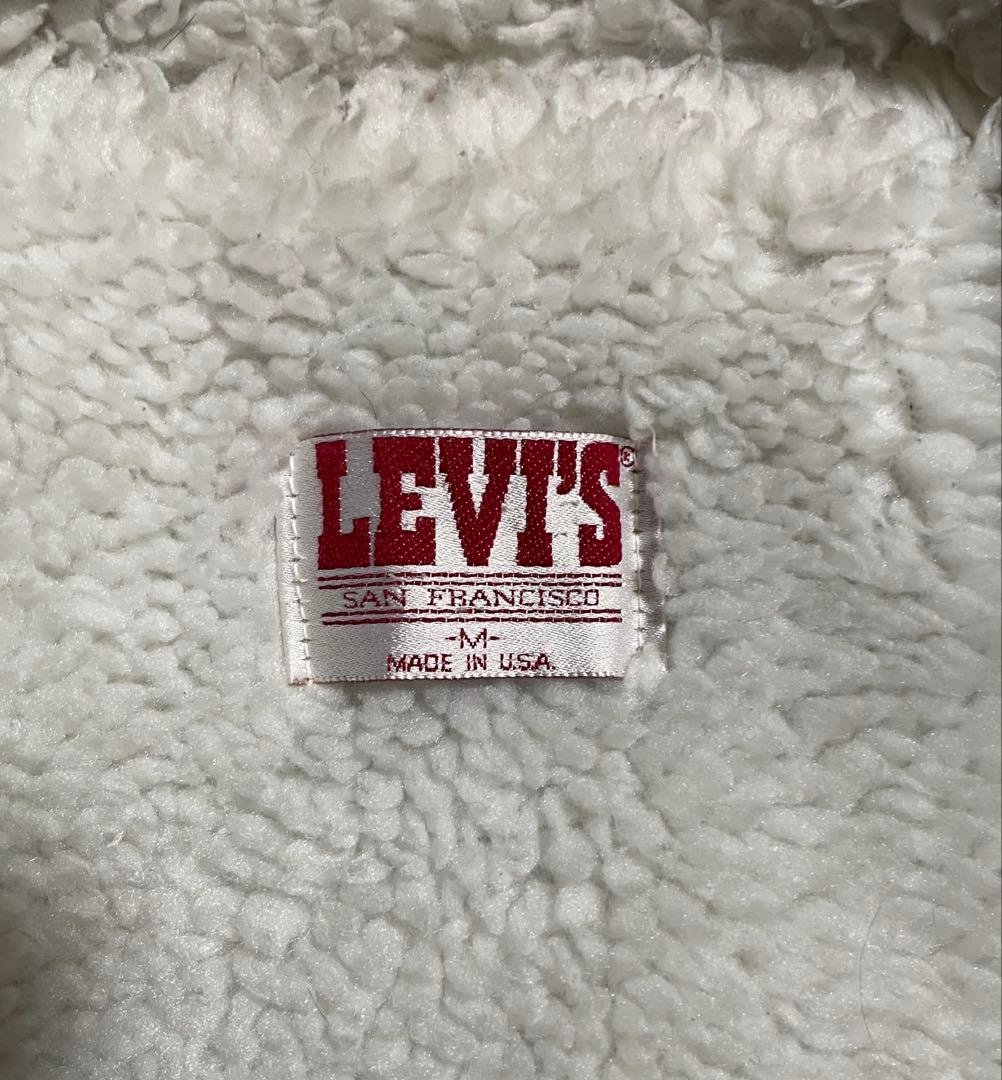 LEVI'S®
SAN FRANCISCO
-M-
MADE IN U.S.A.